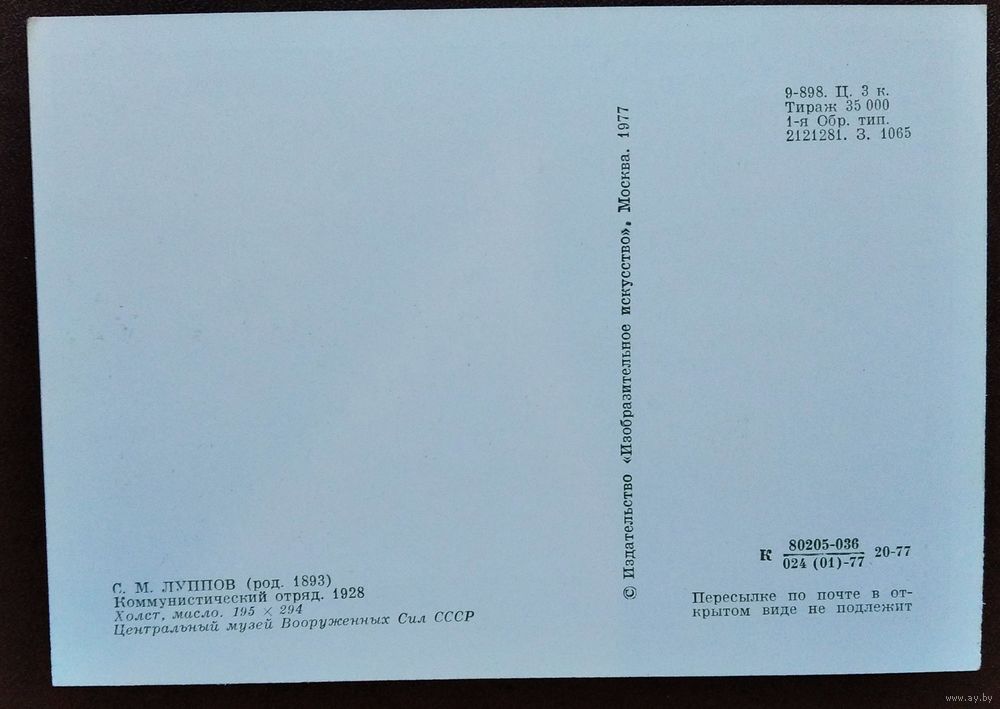 9-898. Ц. 3 к.
Тираж 35 000
1-я Обр. тип.
2121281. З. 1065
© Издательство «Изобразительное искусство», Москва. 1977
С. М. ЛУППОВ (род. 1893)
Коммунистический отряд. 1928
Холст, масло. 195 × 294
Центральный музей Вооруженных Сил СССР
К 80205-036 20-77
024 (01)-77
Пересылке по почте в от-
крытом виде не подлежит
www.ay.by